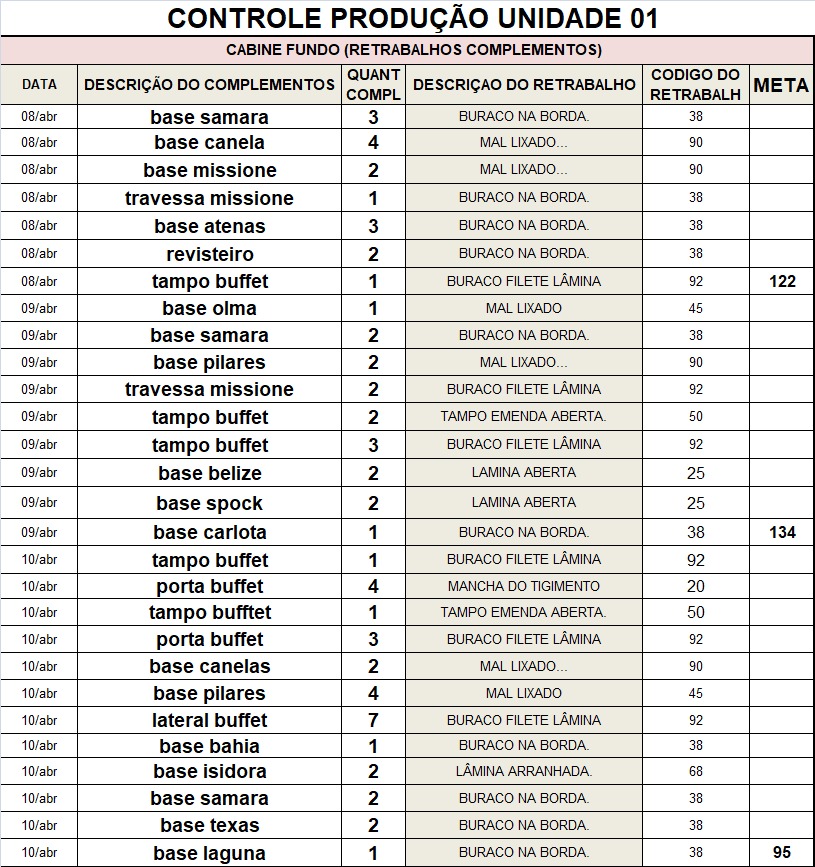 CONTROLE PRODUÇÃO UNIDADE 01
CABINE FUNDO (RETRABALHOS COMPLEMENTOS)
DATA DESCRIÇÃO DO COMPLEMENTOS QUANT COMPL DESCRIÇAO DO RETRABALHO CODIGO DO RETRABALH META
08/abr base samara 3 BURACO NA BORDA. 38
08/abr base canela 4 MAL LIXADO... 90
08/abr base missione 2 MAL LIXADO... 90
08/abr travessa missione 1 BURACO NA BORDA. 38
08/abr base atenas 3 BURACO NA BORDA. 38
08/abr revisteiro 2 BURACO NA BORDA. 38
08/abr tampo buffet 1 BURACO FILETE LÂMINA 92 122
09/abr base olma 1 MAL LIXADO 45
09/abr base samara 2 BURACO NA BORDA. 38
09/abr base pilares 2 MAL LIXADO... 90
09/abr travessa missione 2 BURACO FILETE LÂMINA 92
09/abr tampo buffet 2 TAMPO EMENDA ABERTA. 50
09/abr tampo buffet 3 BURACO FILETE LÂMINA 92
09/abr base belize 2 LAMINA ABERTA 25
09/abr base spock 2 LAMINA ABERTA 25
09/abr base carlota 1 BURACO NA BORDA. 38 134
10/abr tampo buffet 1 BURACO FILETE LÂMINA 92
10/abr porta buffet 4 MANCHA DO TIGIMENTO 20
10/abr tampo bufftet 1 TAMPO EMENDA ABERTA. 50
10/abr porta buffet 3 BURACO FILETE LÂMINA 92
10/abr base canelas 2 MAL LIXADO... 90
10/abr base pilares 4 MAL LIXADO 45
10/abr lateral buffet 7 BURACO FILETE LÂMINA 92
10/abr base bahia 1 BURACO NA BORDA. 38
10/abr base isidora 2 LÂMINA ARRANHADA. 68
10/abr base samara 2 BURACO NA BORDA. 38
10/abr base texas 2 BURACO NA BORDA. 38
10/abr base laguna 1 BURACO NA BORDA. 38 95